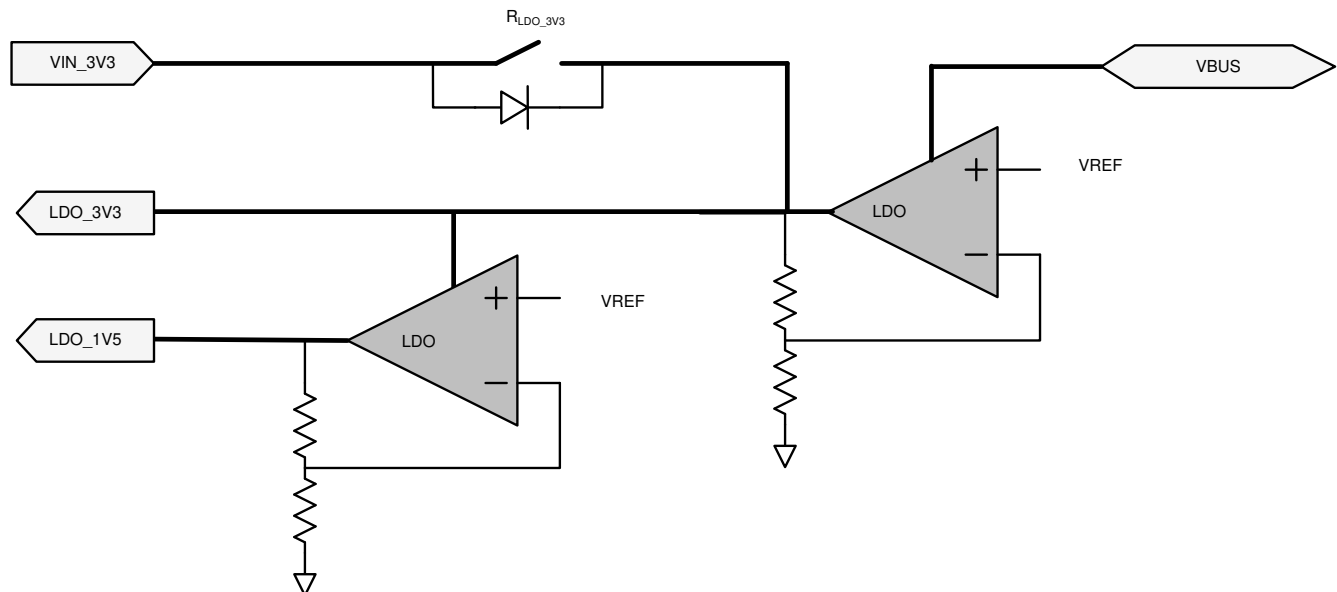 R_LDO_3V3
VIN_3V3
VBUS
VREF
LDO_3V3
LDO
VREF
LDO_1V5
LDO